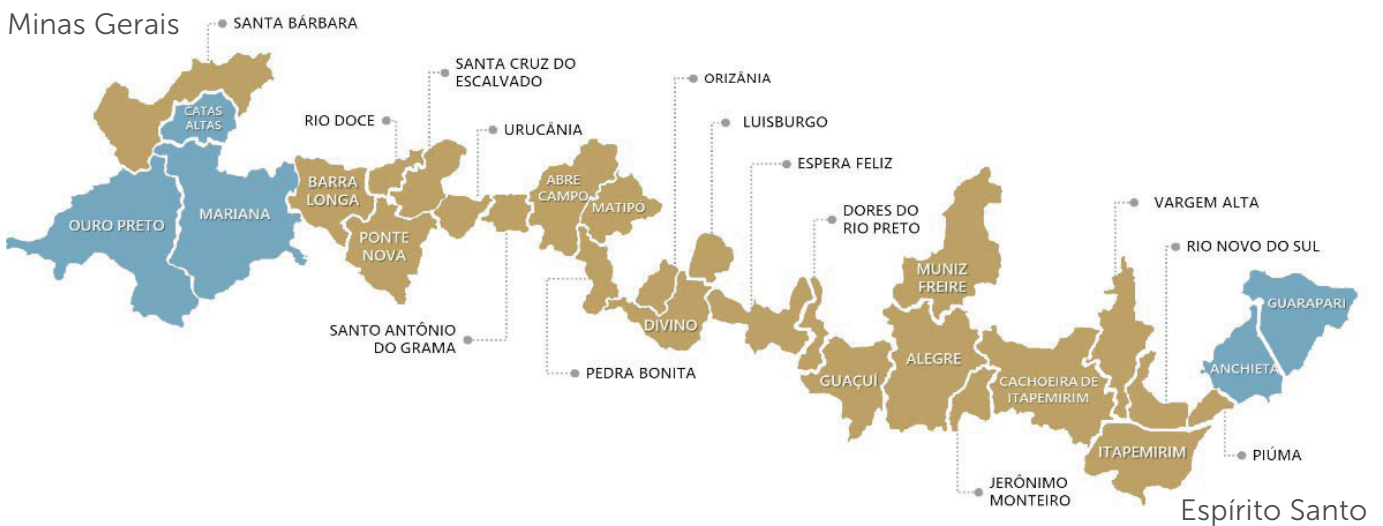 Minas Gerais
SANTA BÁRBARA
SANTA CRUZ DO
ESCALVADO
ORIZÂNIA
CATAS
ALTAS
RIO DOCE
URUCÂNIA
LUISBURGO
ESPERA FELIZ
BARRA
LONGA
ABRE
CAMPO
MATIPÓ
DORES DO
RIO PRETO
VARGEM ALTA
OURO PRETO
MARIANA
PONTE
NOVA
RIO NOVO DO SUL
MUNIZ
FREIRE
GUARAPARI
SANTO ANTÔNIO
DO GRAMA
DIVINO
PEDRA BONITA
GUAÇUÍ
ALEGRE
CACHOEIRA DE
ITAPEMIRIM
ANCHIETA
ITAPEMIRIM
PIÚMA
JERÔNIMO
MONTEIRO
Espírito Santo